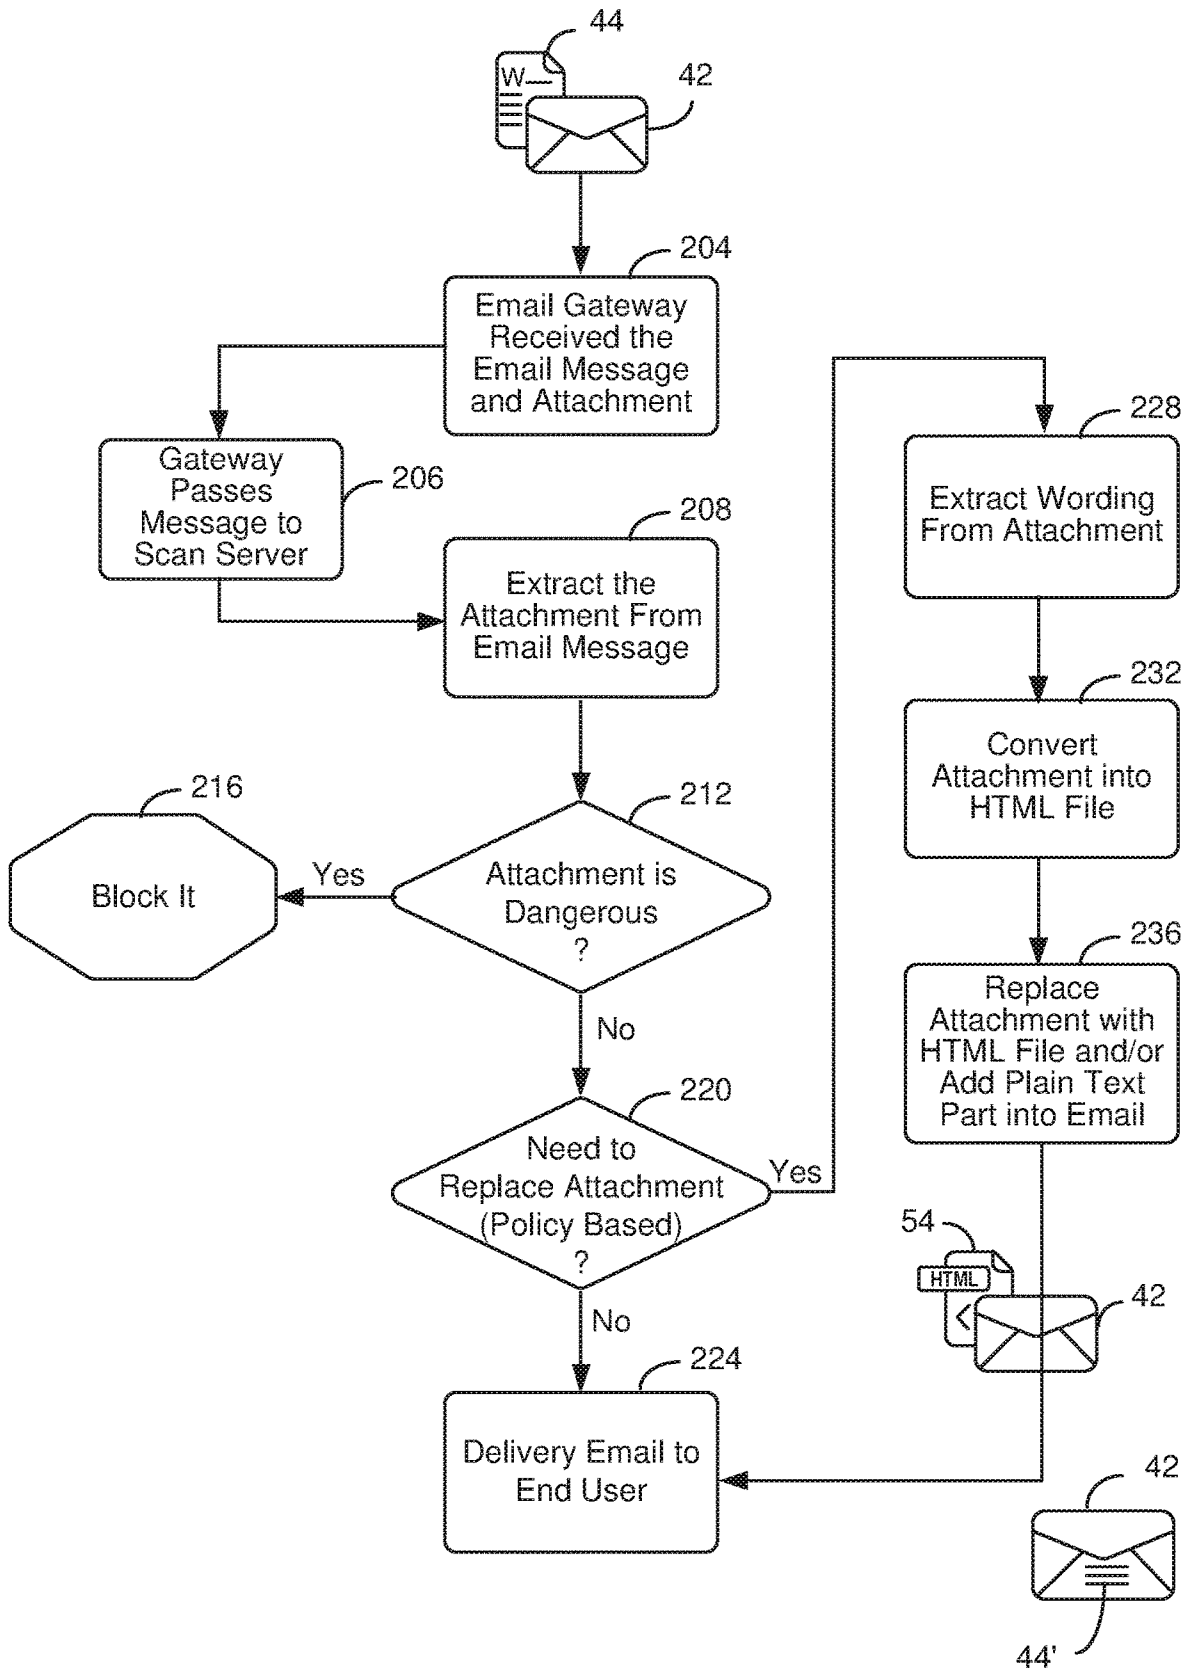 44
W
42
204
Email Gateway
Received the
Email Message
and Attachment
Gateway
Passes
Message to
Scan Server
206
208
Extract the
Attachment From
Email Message
216
Block It
Yes
212
Attachment is
Dangerous
?
No
220
Need to
Replace Attachment
(Policy Based)
?
Yes
No
224
Delivery Email to
End User
228
Extract Wording
From Attachment
232
Convert
Attachment into
HTML File
236
Replace
Attachment with
HTML File and/or
Add Plain Text
Part into Email
54
HTML
<
42
42
44'